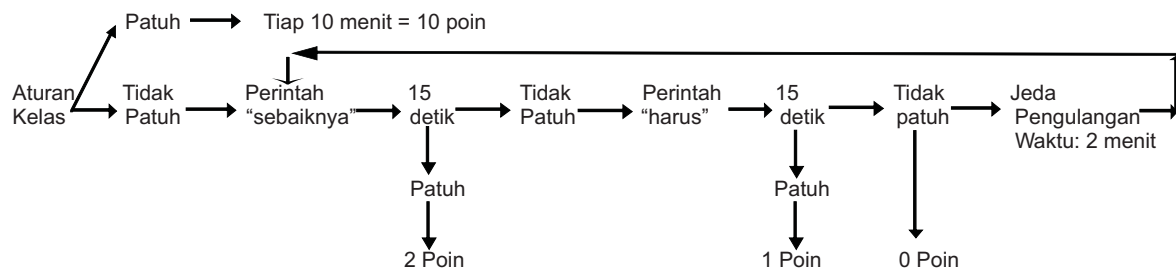 Patuh
Tiap 10 menit = 10 poin
Aturan
Kelas
Tidak
Patuh
Perintah
“sebaiknya”
15
detik
Tidak
Patuh
Perintah
“harus”
15
detik
Tidak
patuh
Jeda
Pengulangan
Waktu: 2 menit
Patuh
Patuh
2 Poin
1 Poin
0 Poin